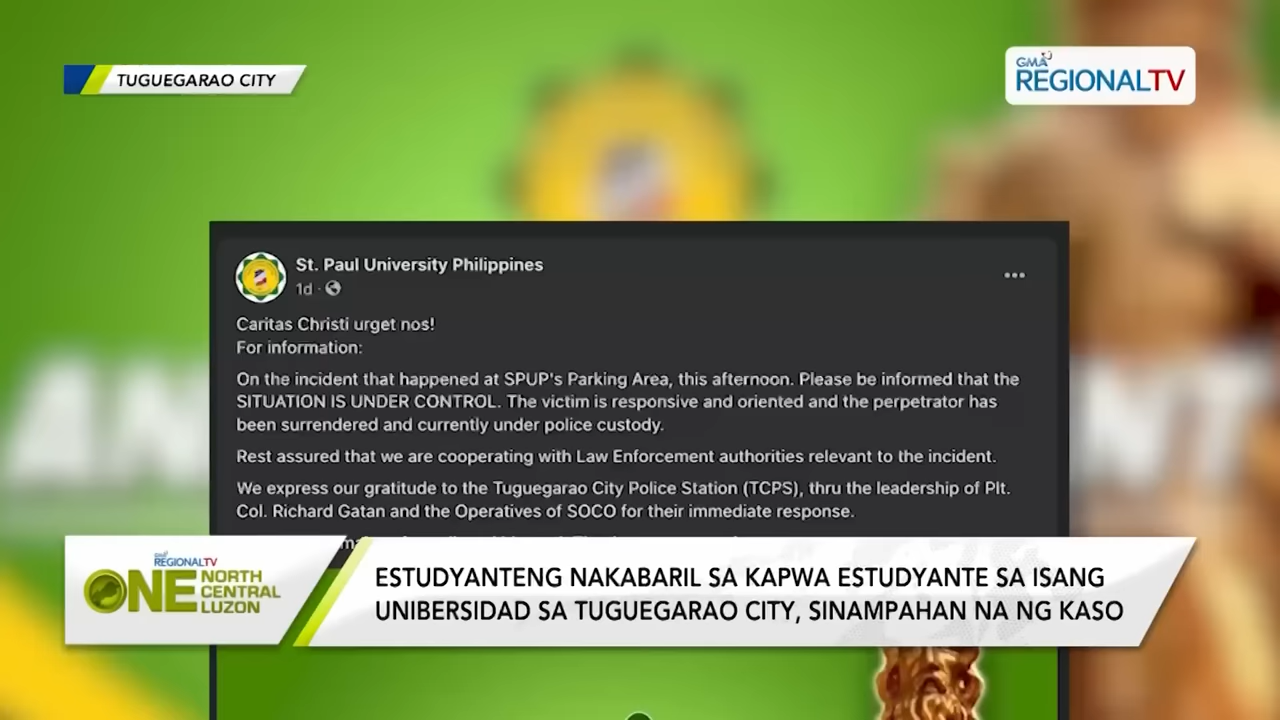 TUGUEGARAO CITY
GMA
REGIONALTV
St. Paul University Philippines
1d ·
Caritas Christi urget nos!
For information:
On the incident that happened at SPUP's Parking Area, this afternoon. Please be informed that the
SITUATION IS UNDER CONTROL. The victim is responsive and oriented and the perpetrator has
been surrendered and currently under police custody.
Rest assured that we are cooperating with Law Enforcement authorities relevant to the incident.
We express our gratitude to the Tuguegarao City Police Station (TCPS), thru the leadership of Plt.
Col. Richard Gatan and the Operatives of SOCO for their immediate response.
GMA
REGIONALTV
ONE NORTH
CENTRAL
LUZON
ESTUDYANTENG NAKABARIL SA KAPWA ESTUDYANTE SA ISANG
UNIBERSIDAD SA TUGUEGARAO CITY, SINAMPAHAN NA NG KASO